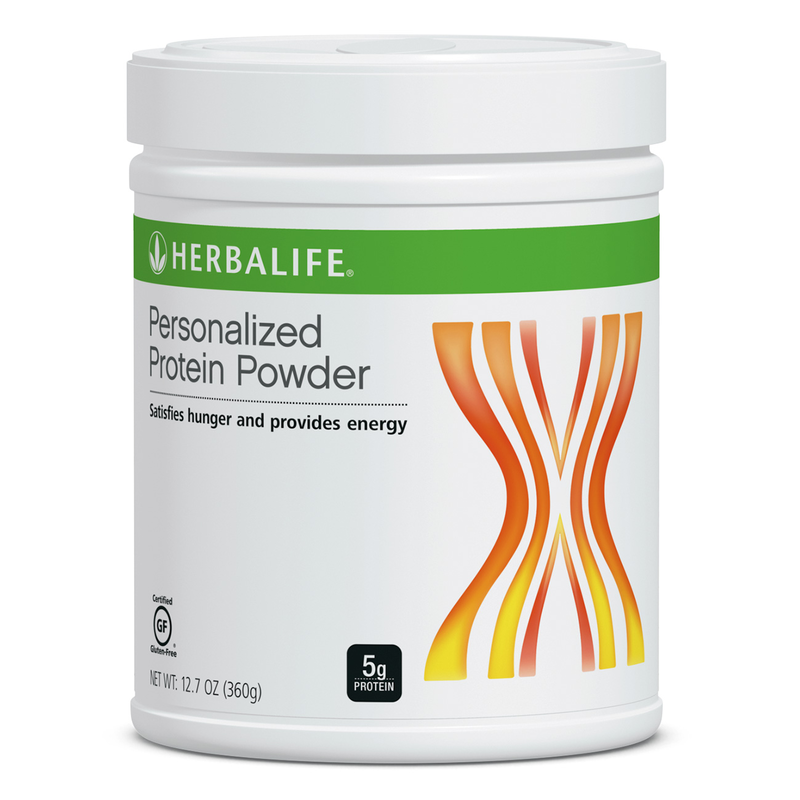 HERBALIFE®
Personalized
Protein Powder
Satisfies hunger and provides energy
Certified
GF
Gluten-Free®
NET WT: 12.7 OZ (360g)
5g
PROTEIN